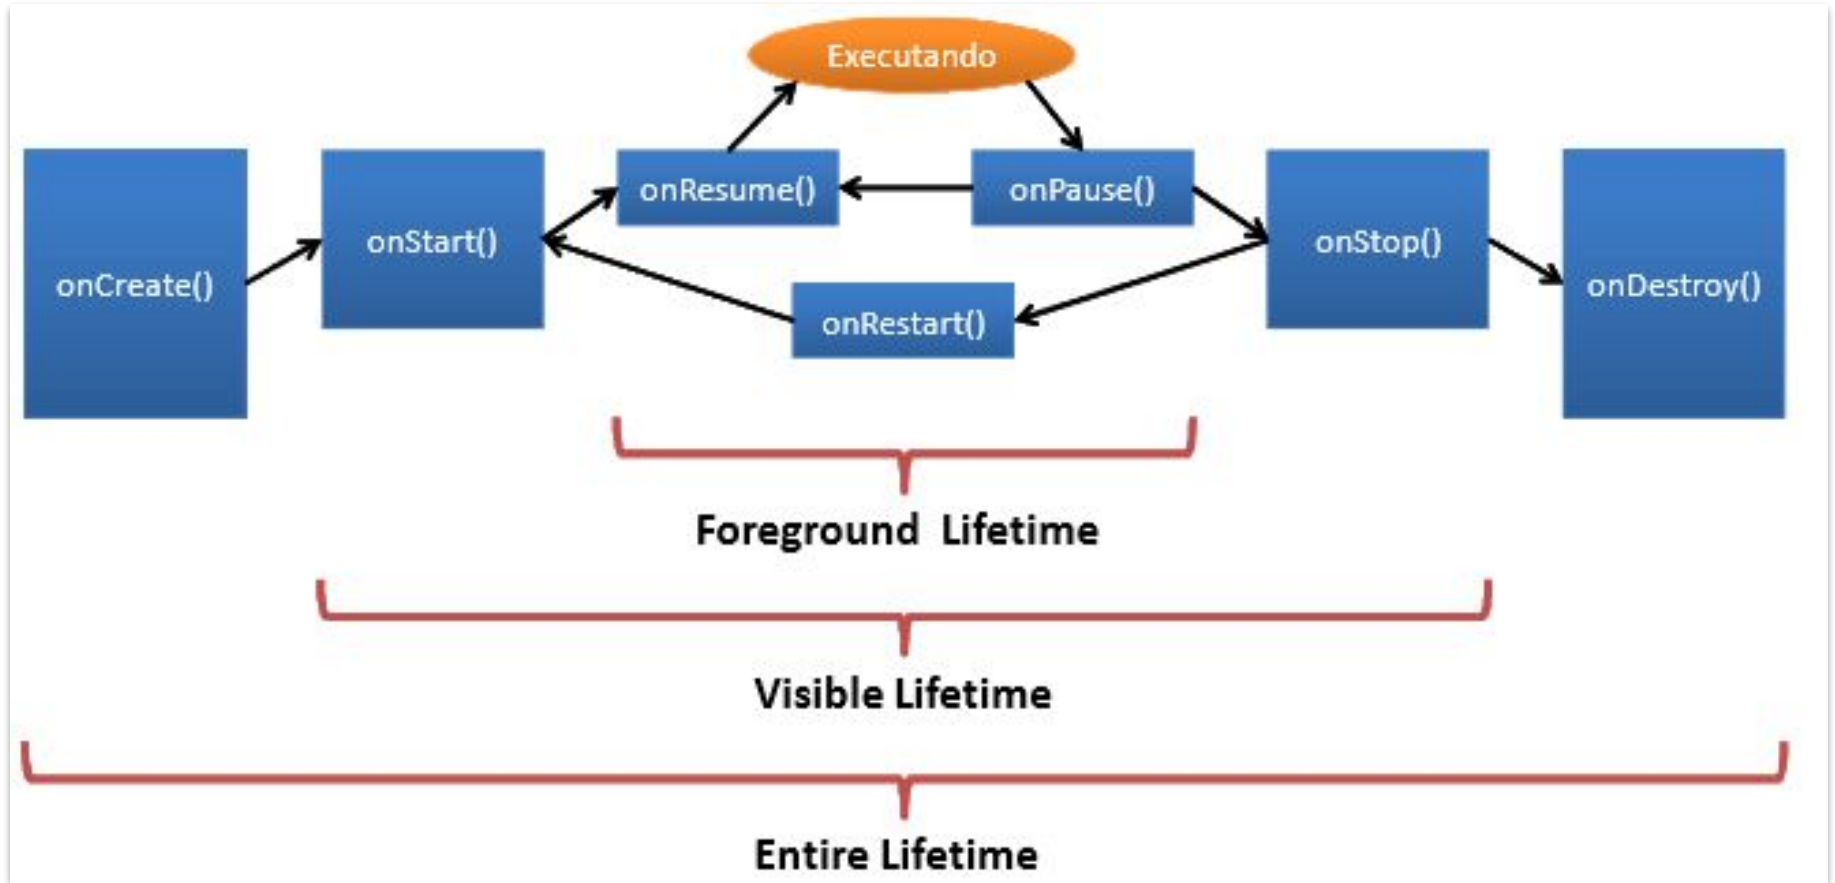 Executando
onCreate()
onStart()
onResume()
onPause()
onStop()
onDestroy()
onRestart()
Foreground Lifetime
Visible Lifetime
Entire Lifetime